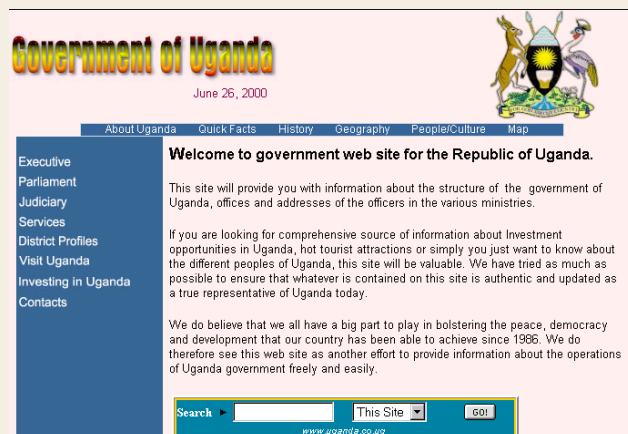 Government of Uganda
June 26, 2000
About Uganda Quick Facts History Geography People/Culture Map
Executive
Parliament
Judiciary
Services
District Profiles
Visit Uganda
Investing in Uganda
Contacts
Welcome to government web site for the Republic of Uganda.
This site will provide you with information about the structure of the government of
Uganda, offices and addresses of the officers in the various ministries.
If you are looking for comprehensive source of information about Investment
opportunities in Uganda, hot tourist attractions or simply you just want to know about
the different peoples of Uganda, this site will be valuable. We have tried as much as
possible to ensure that whatever is contained on this site is authentic and updated as
a true representative of Uganda today.
We do believe that we all have a big part to play in bolstering the peace, democracy
and development that our country has been able to achieve since 1986. We do
therefore see this web site as another effort to provide information about the operations
of Uganda government freely and easily.
Search This Site GO!
www.uganda.co.ug